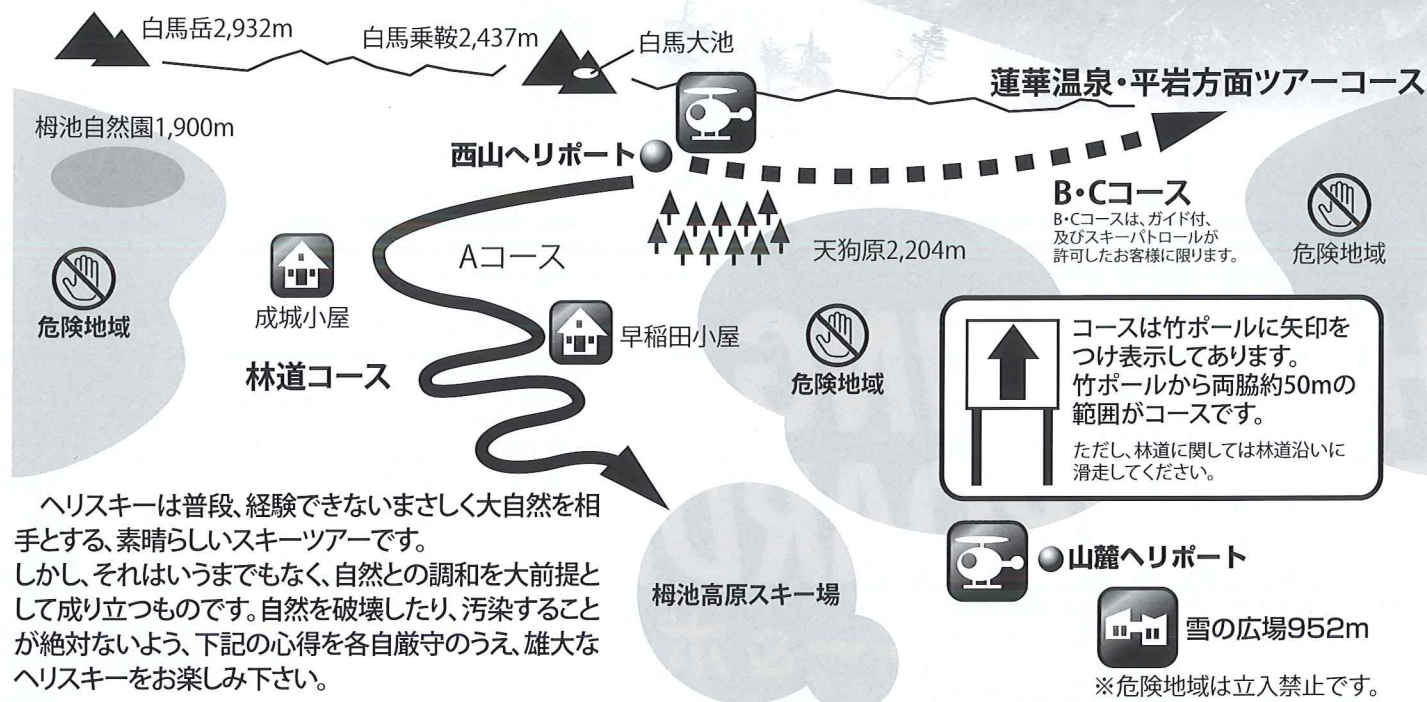 白馬岳2,932m
白馬乗鞍2,437m
白馬大池
蓮華温泉・平岩方面ツアーコース
栂池自然園1,900m
西山ヘリポート
B・Cコース
B・Cコースは、ガイド付、
及びスキーパトロールが
許可したお客様に限ります。
危険地域
Aコース
天狗原2,204m
危険地域
成城小屋
早稲田小屋
林道コース
危険地域
コースは竹ポールに矢印を
つけ表示してあります。
竹ポールから両脇約50mの
範囲がコースです。
ただし、林道に関しては林道沿いに
滑走してください。
ヘリスキーは普段、経験できないまさしく大自然を相
手とする、素晴らしいスキーツアーです。
しかし、それはいうまでもなく、自然との調和を大前提と
して成り立つものです。自然を破壊したり、汚染すること
が絶対ないよう、下記の心得を各自厳守のうえ、雄大な
ヘリスキーをお楽しみ下さい。
栂池高原スキー場
山麓ヘリポート
雪の広場952m
※危険地域は立入禁止です。